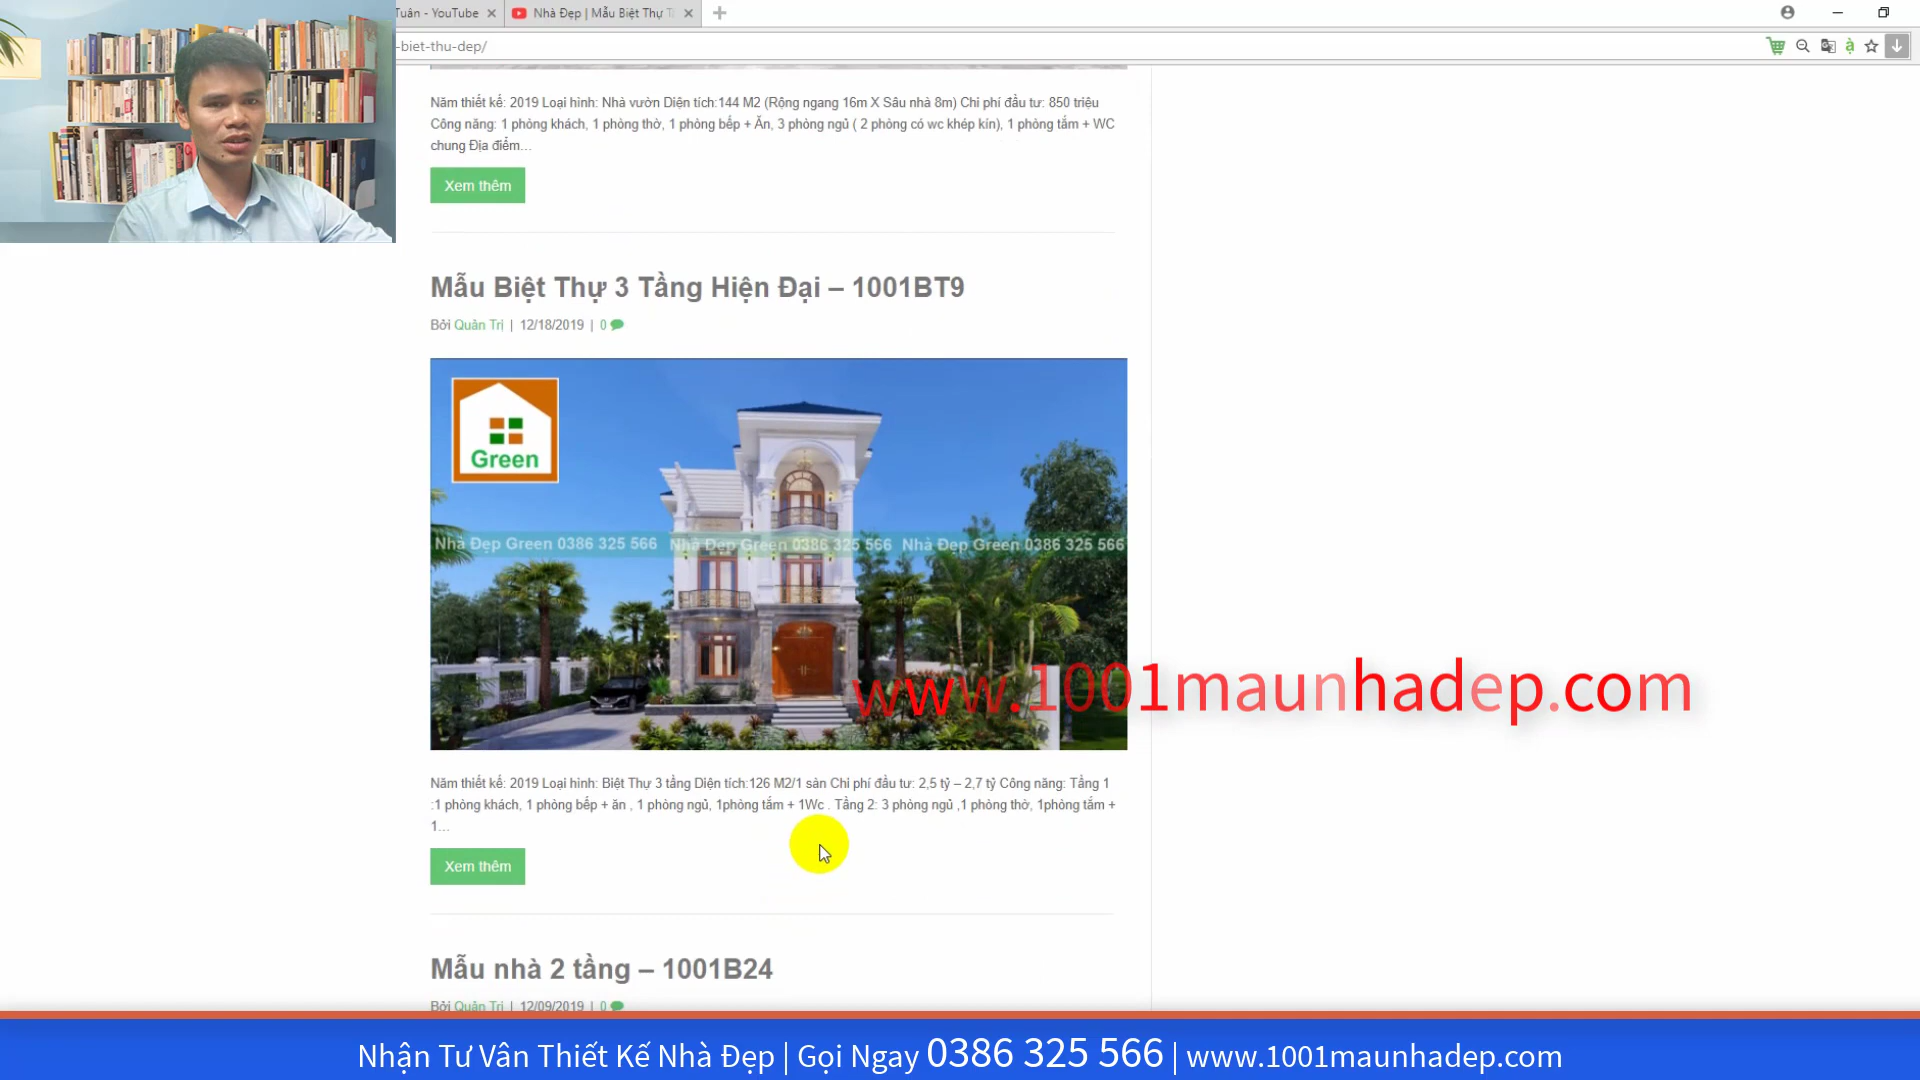 Tuân - YouTube
Nhà Đẹp | Mẫu Biệt Thự T
-biet-thu-dep/
Năm thiết kế: 2019 Loại hình: Nhà vườn Diện tích:144 M2 (Rộng ngang 16m X Sâu nhà 8m) Chi phí đầu tư: 850 triệu
Công năng: 1 phòng khách, 1 phòng thờ, 1 phòng bếp + Ăn, 3 phòng ngủ ( 2 phòng có wc khép kín), 1 phòng tắm + WC
chung Địa điểm...
Xem thêm
Mẫu Biệt Thự 3 Tầng Hiện Đại – 1001BT9
Bởi Quản Trị | 12/18/2019 | 0
Green
Nhà Đẹp Green 0386 325 566 Nhà Đẹp Green 0386 325 566 Nhà Đẹp Green 0386 325 566
www.1001maunhadep.com
Năm thiết kế: 2019 Loại hình: Biệt Thự 3 tầng Diện tích:126 M2/1 sàn Chi phí đầu tư: 2,5 tỷ – 2,7 tỷ Công năng: Tầng 1
:1 phòng khách, 1 phòng bếp + ăn , 1 phòng ngủ, 1phòng tắm + 1Wc . Tầng 2: 3 phòng ngủ ,1 phòng thờ, 1phòng tắm +
1...
Xem thêm
Mẫu nhà 2 tầng – 1001B24
Bởi Quản Trị | 12/09/2019 | 0
Nhận Tư Vân Thiết Kế Nhà Đẹp | Gọi Ngay 0386 325 566 | www.1001maunhadep.com